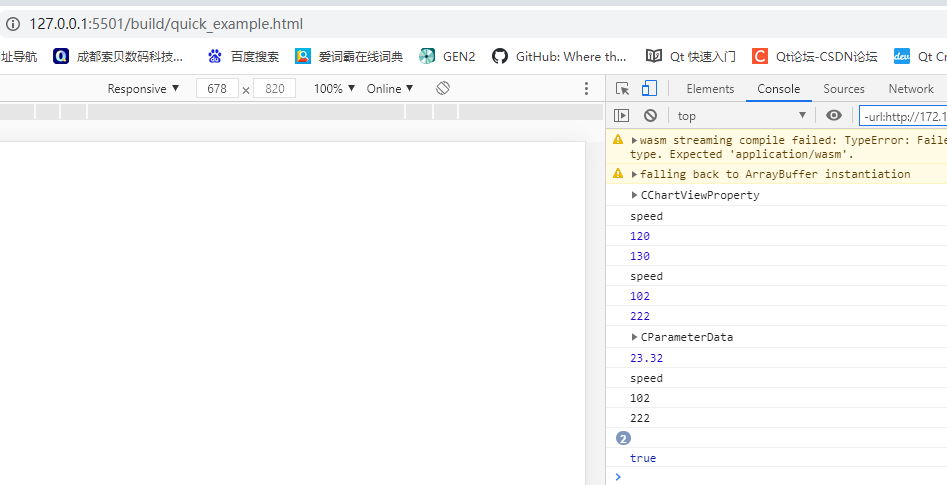 127.0.0.1:5501/build/quick_example.html
址导航 成都索贝数码科技... 百度搜索 爱词霸在线词典 GEN2 GitHub: Where th... Qt 快速入门 Qt论坛-CSDN论坛 Qt Cr
Responsive 678 × 820 100% Online
Elements Console Sources Network
top -url:http://172.1
wasm streaming compile failed: TypeError: Faile
type. Expected 'application/wasm'.
falling back to ArrayBuffer instantiation
CChartViewProperty
speed
120
130
speed
102
222
CParameterData
23.32
speed
102
222
2
true